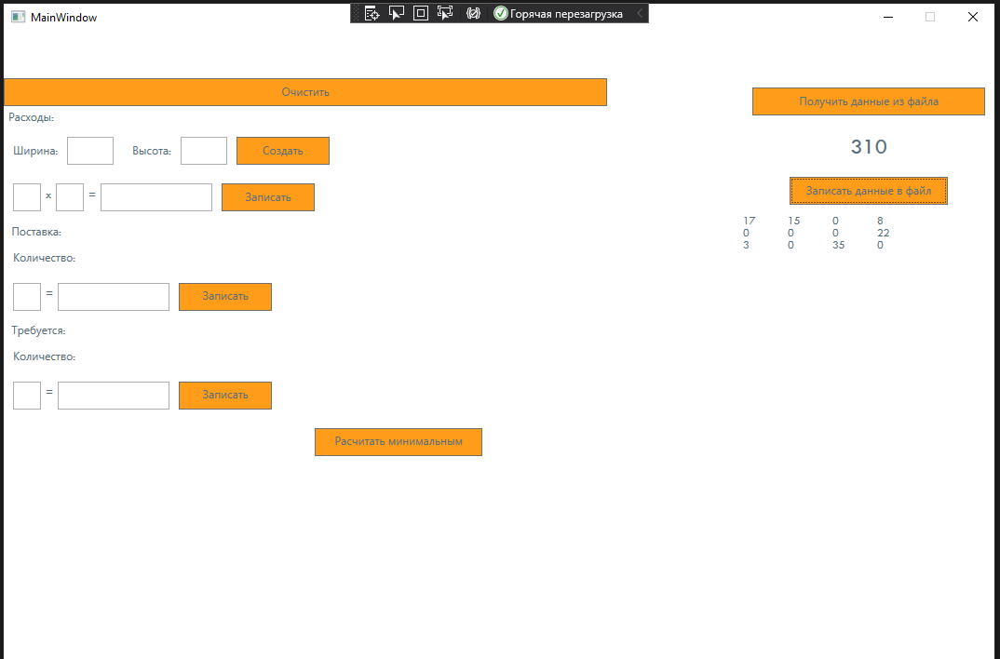 MainWindow
Горячая перезагрузка
Очистить
Расходы:
Ширина: Высота: Создать
x = Записать
Поставка:
Количество:
= Записать
Требуется:
Количество:
= Записать
Расчитать минимальным
Получить данные из файла
310
Записать данные в файл
17 15 0 8
0 0 0 22
3 0 35 0